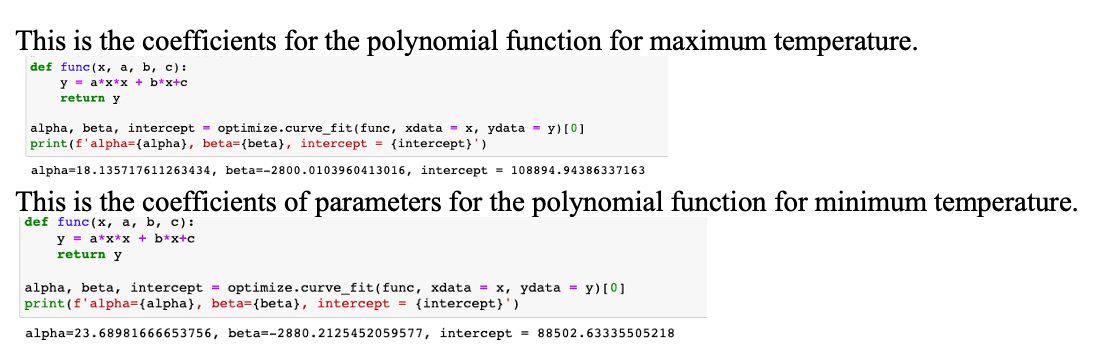 This is the coefficients for the polynomial function for maximum temperature.
def func(x, a, b, c):
    y = a*x*x + b*x+c
    return y
alpha, beta, intercept = optimize.curve_fit(func, xdata = x, ydata = y)[0]
print(f'alpha={alpha}, beta={beta}, intercept = {intercept}')
alpha=18.135717611263434, beta=-2800.0103960413016, intercept = 108894.94386337163
This is the coefficients of parameters for the polynomial function for minimum temperature.
def func(x, a, b, c):
    y = a*x*x + b*x+c
    return y
alpha, beta, intercept = optimize.curve_fit(func, xdata = x, ydata = y)[0]
print(f'alpha={alpha}, beta={beta}, intercept = {intercept}')
alpha=23.68981666653756, beta=-2880.2125452059577, intercept = 88502.63335505218